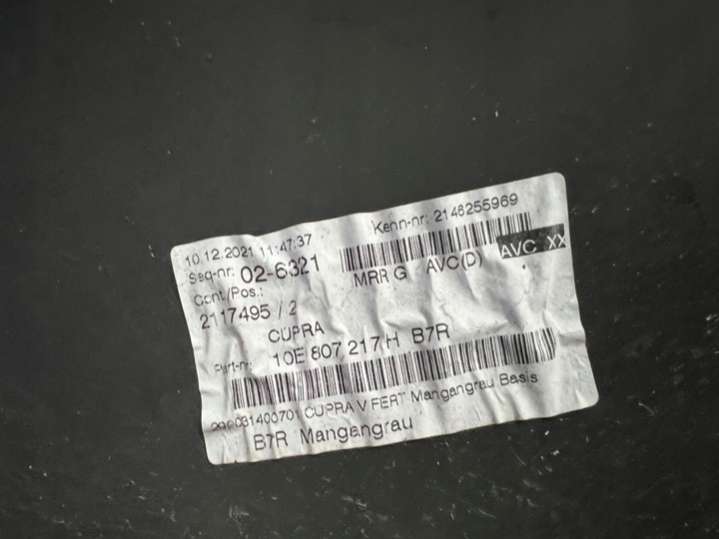 10.12.2021 11:47:37
Kenn-nr: 2146255969
Seq-nr: 02-6321
MRR G AVC(D) AVC XX
Cont./Pos.:
2117495 / 2
CUPRA
Part-nr: 10E 807 217 H B7R
CUPRA V FERT Mangangrau Basis
B7R Mangangrau